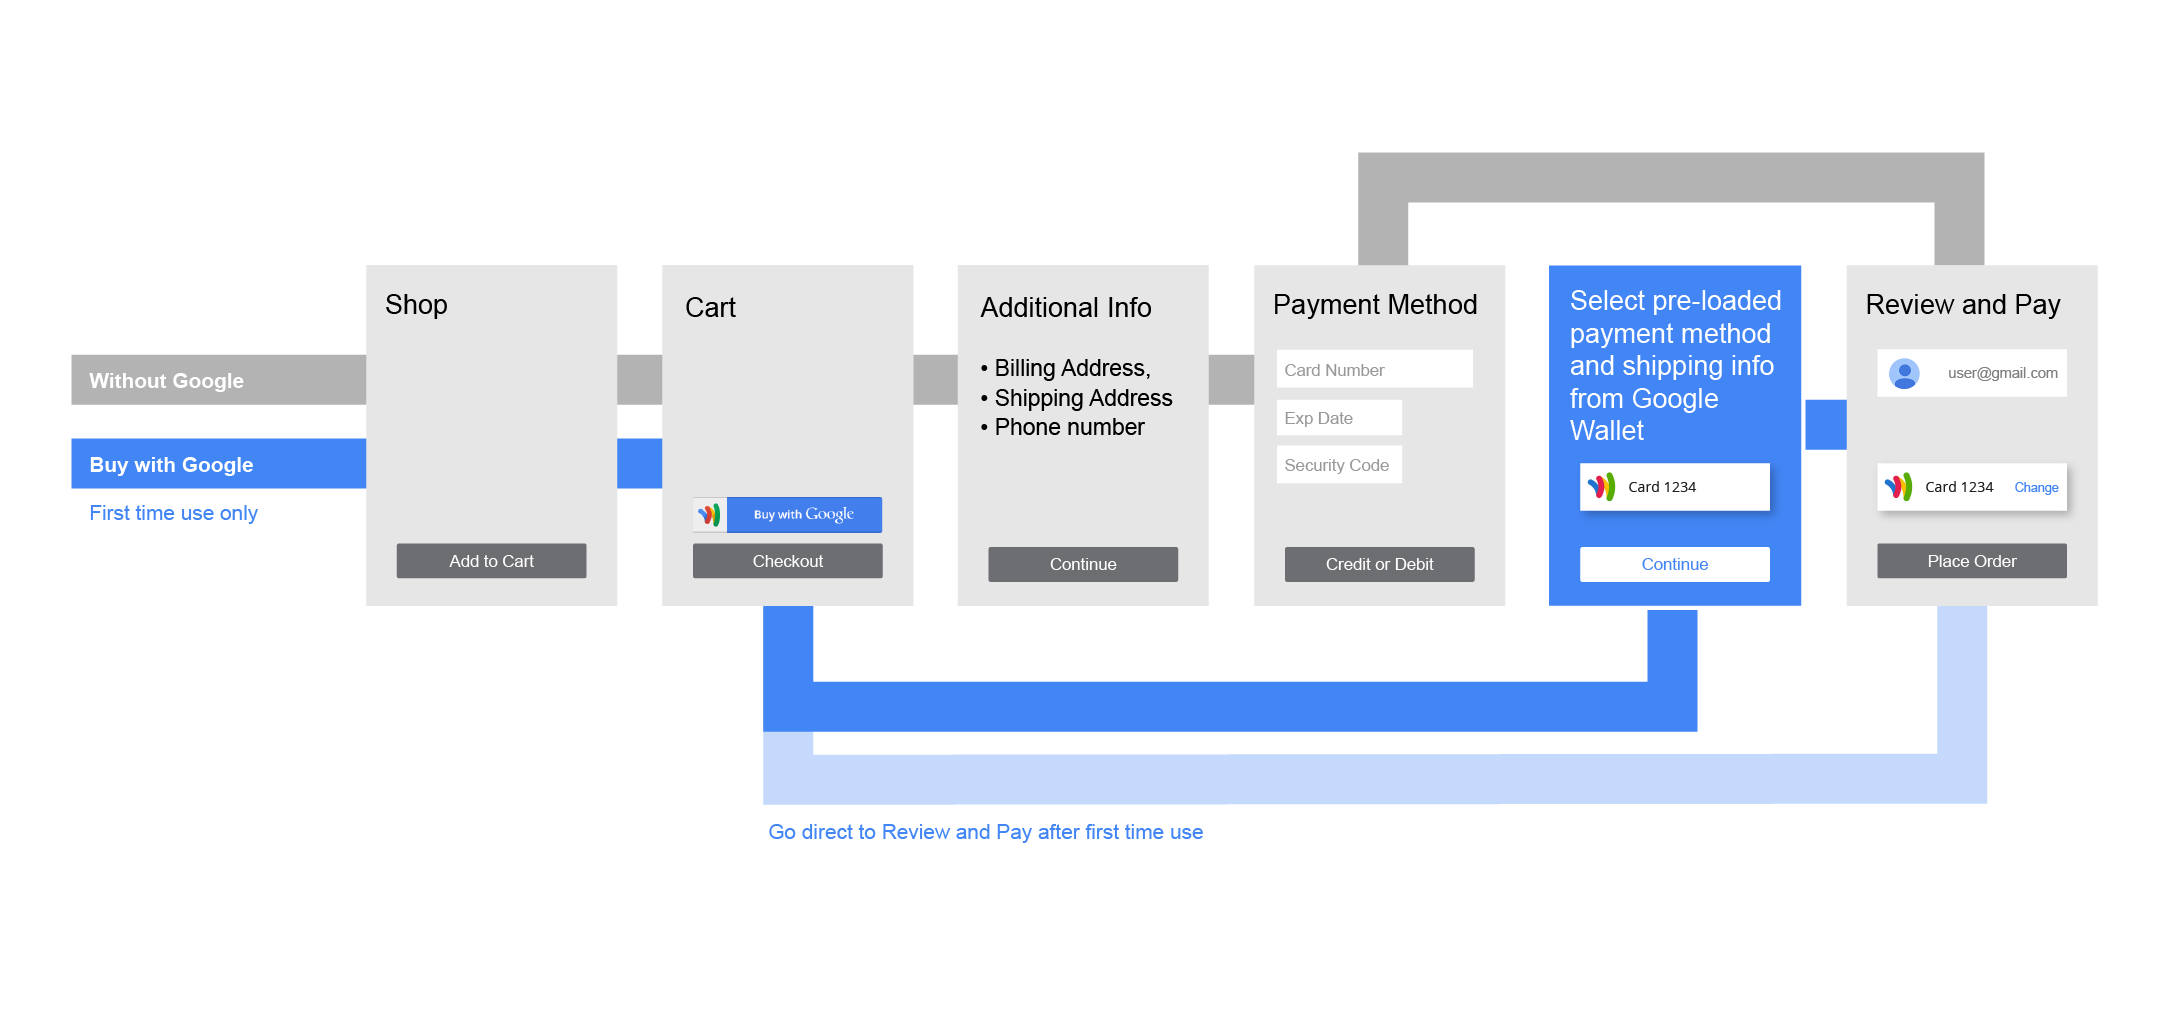 Without Google
Buy with Google
First time use only
Shop
Add to Cart
Cart
Buy with Google
Checkout
Additional Info
• Billing Address,
• Shipping Address
• Phone number
Continue
Payment Method
Card Number
Exp Date
Security Code
Credit or Debit
Select pre-loaded
payment method
and shipping info
from Google
Wallet
Card 1234
Continue
Review and Pay
user@gmail.com
Card 1234 Change
Place Order
Go direct to Review and Pay after first time use